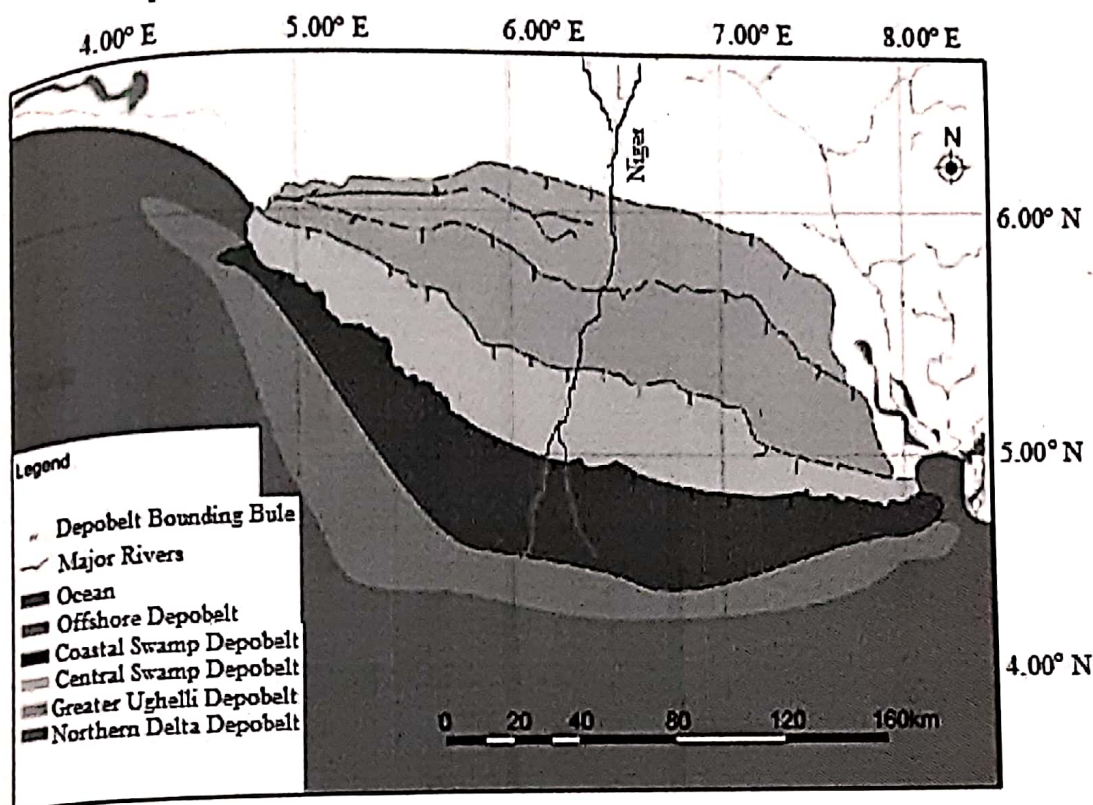 4.00° E 5.00° E 6.00° E 7.00° E 8.00° E
Niger
N
6.00° N
5.00° N
4.00° N
Legend
Depobelt Bounding Bule
Major Rivers
Ocean
Offshore Depobelt
Coastal Swamp Depobelt
Central Swamp Depobelt
Greater Ughelli Depobelt
Northern Delta Depobelt
0 20 40 80 120 160km